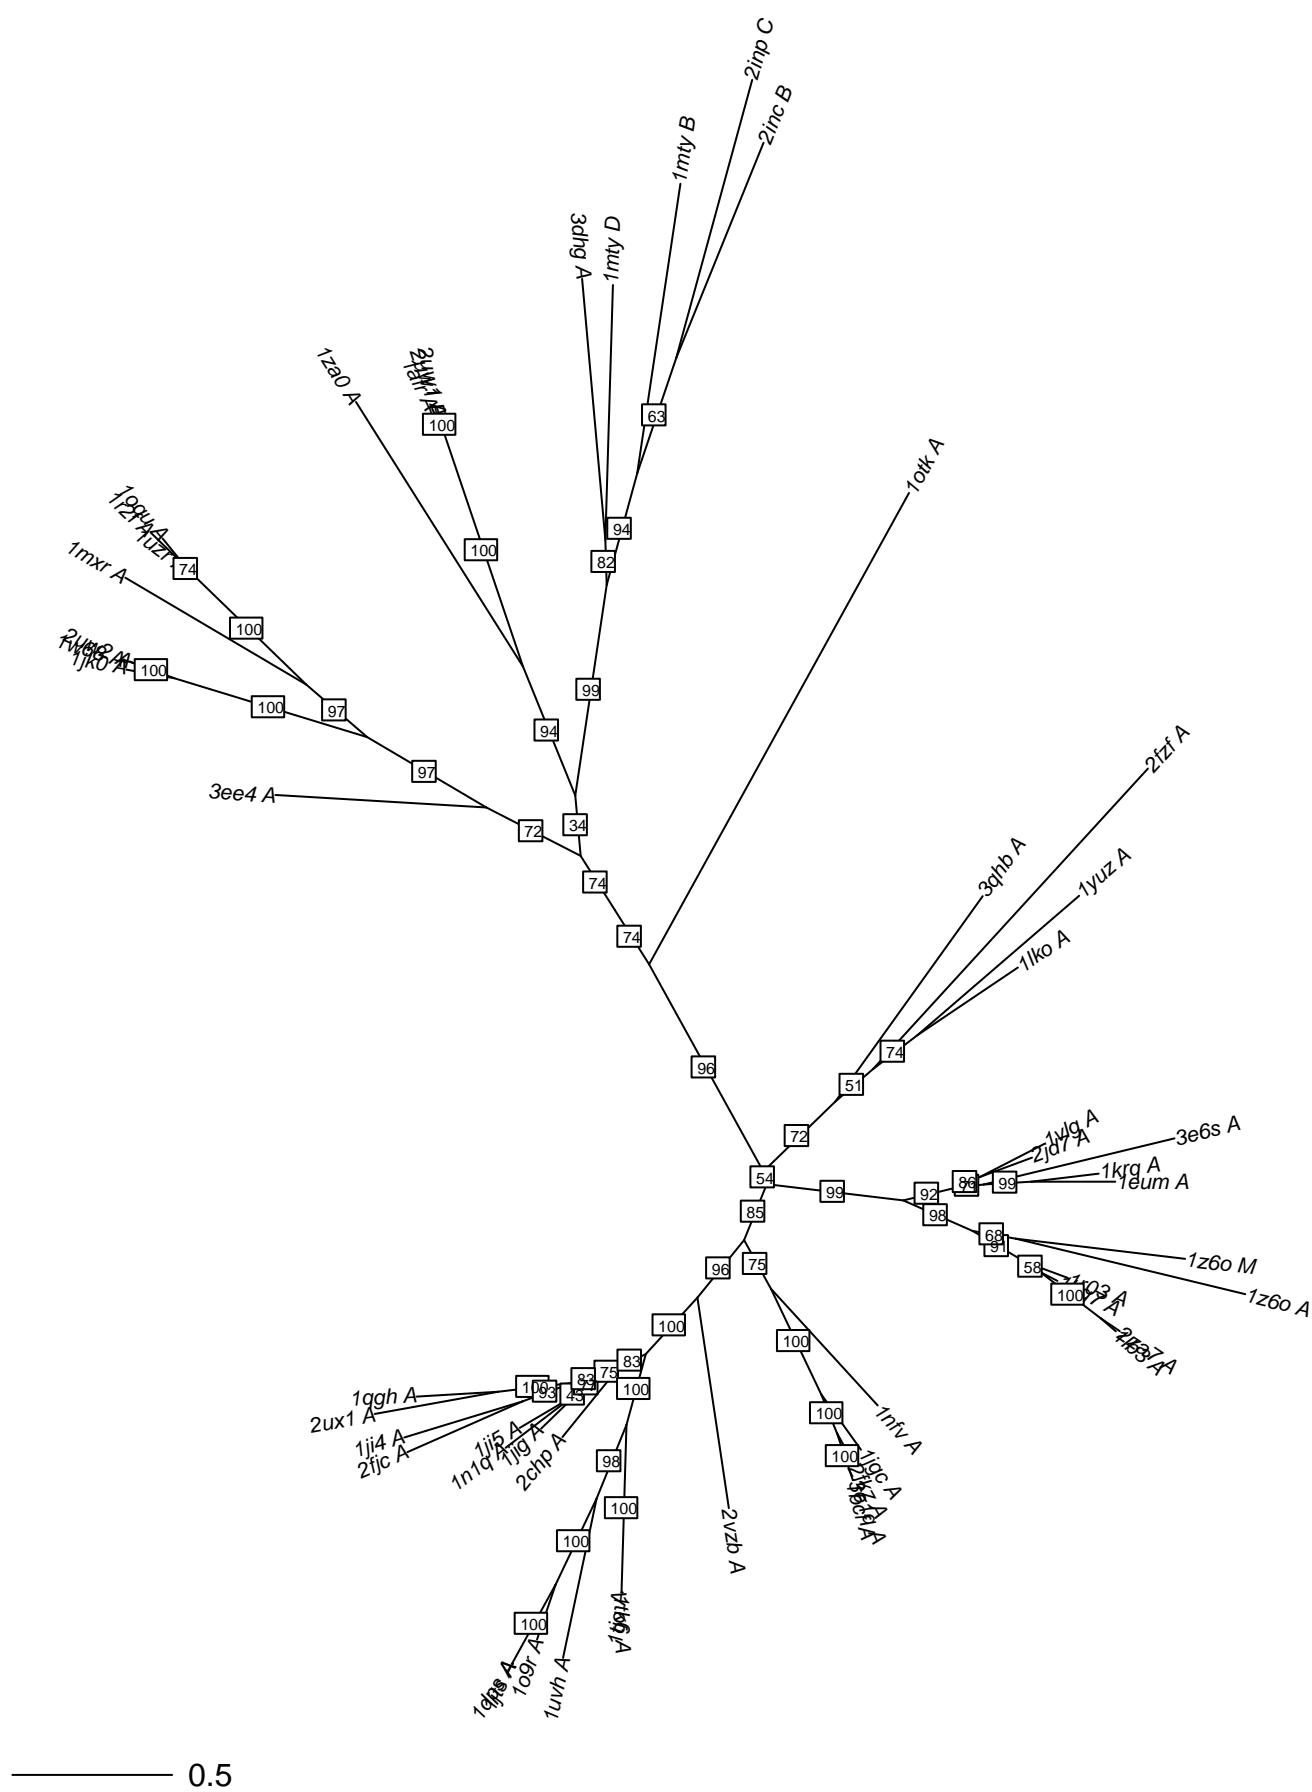 2inp C
2inc B
1mty B
3dhg A
1mty D
63
1za0 A
100
1otk A
94
100
82
1r2f A
74
1mxr A
100
1jk0 A
100
100
97
99
94
97
3ee4 A
72
34
74
74
2fzf A
3qhb A
1yuz A
1lko A
96
74
51
72
1vlg A
2jd7 A
3e6s A
1krq A
1eum A
54
99
92
86
99
85
98
68
91
58
100
1z6o M
1z6o A
1r03 A
96
75
100
100
1nfv A
83
75
83
100
93
100
1qgh A
2ux1 A
1ji4 A
2fjc A
1ji5 A
1n1q A
1jig A
2chp A
100
100
1jgc A
98
100
2vzb A
100
100
1o9r A
1uvh A
0.5